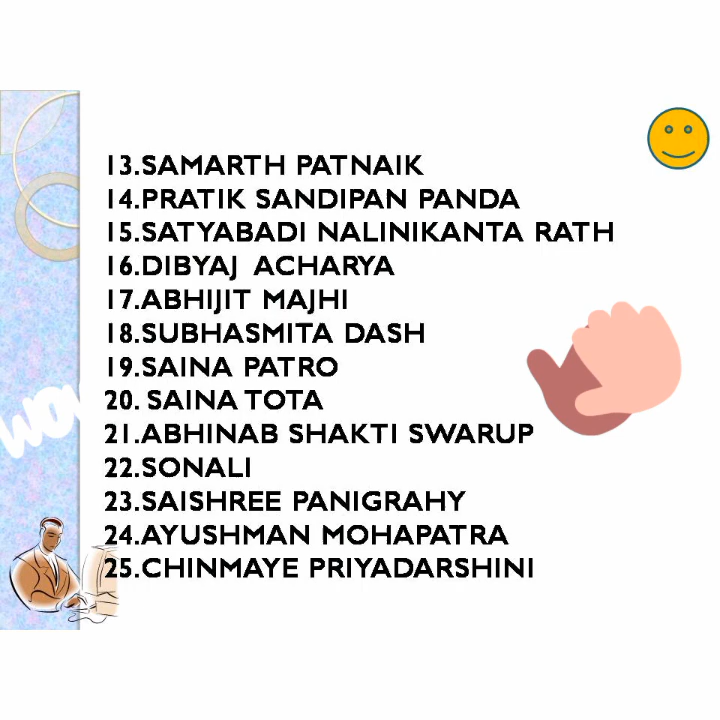 13.SAMARTH PATNAIK
14.PRATIK SANDIPAN PANDA
15.SATYABADI NALINIKANTA RATH
16.DIBYAJ ACHARYA
17.ABHIJIT MAJHI
18.SUBHASMITA DASH
19.SAINA PATRO
20. SAINA TOTA
21.ABHINAB SHAKTI SWARUP
22.SONALI
23.SAISHREE PANIGRAHY
24.AYUSHMAN MOHAPATRA
25.CHINMAYE PRIYADARSHINI
WOW